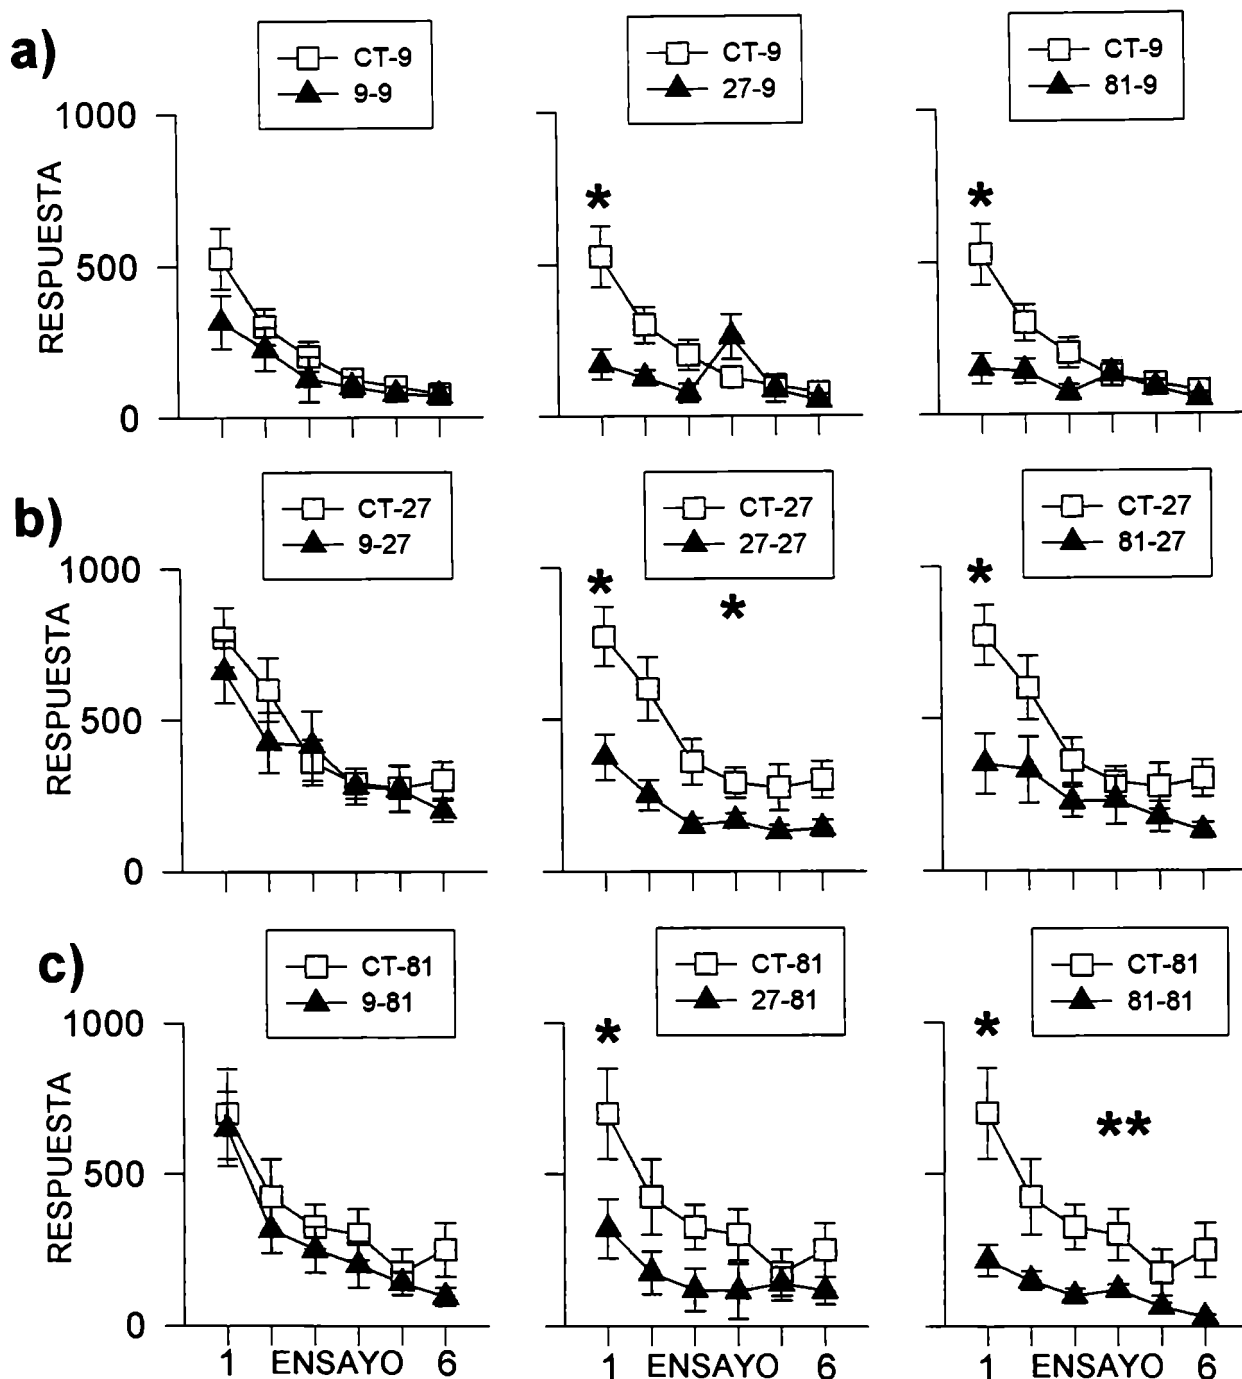 a)
CT-9
9-9
CT-9
27-9
CT-9
81-9
1000
500
0
RESPUESTA
*
*
b)
CT-27
9-27
CT-27
27-27
CT-27
81-27
1000
500
0
RESPUESTA
*
*
*
c)
CT-81
9-81
CT-81
27-81
CT-81
81-81
1000
500
0
RESPUESTA
*
*
**
1 ENSAYO 6
1 ENSAYO 6
1 ENSAYO 6